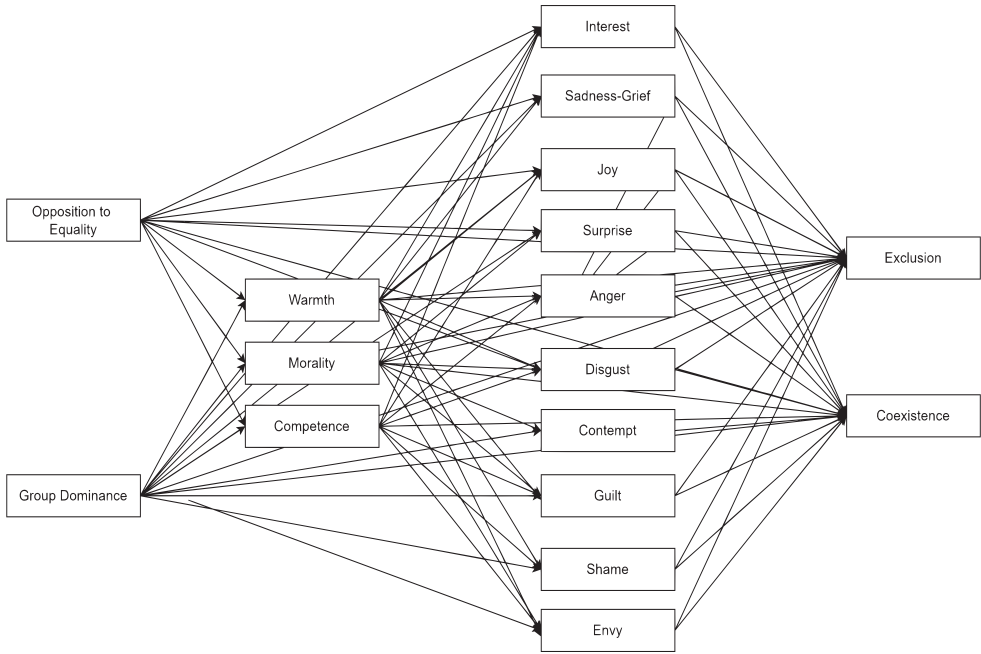 Opposition to
Equality
Group Dominance
Warmth
Morality
Competence
Interest
Sadness-Grief
Joy
Surprise
Anger
Disgust
Contempt
Guilt
Shame
Envy
Exclusion
Coexistence